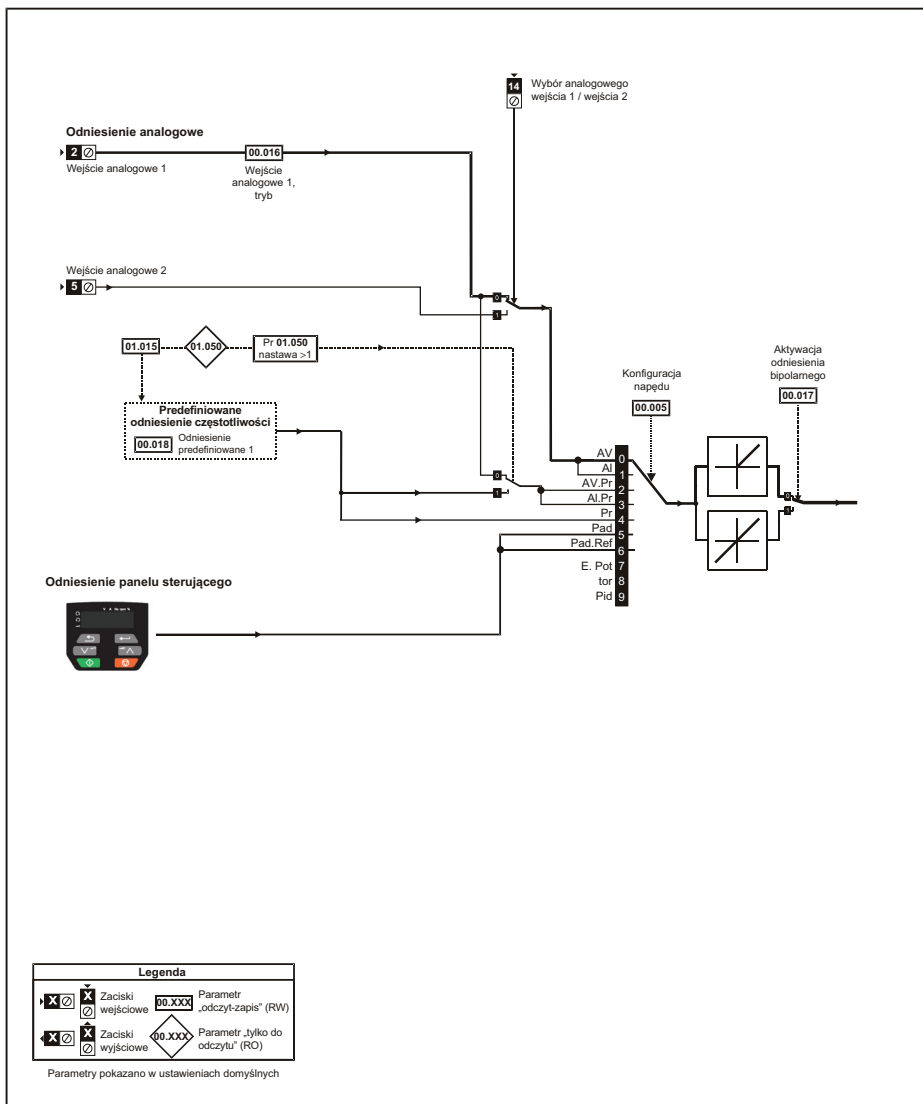 14
Wybór analogowego
wejścia 1 / wejścia 2
Odniesienie analogowe
2
00.016
Wejście analogowe 1
Wejście
analogowe 1,
tryb
Wejście analogowe 2
5
0
1
01.015
01.050
Pr 01.050
nastawa >1
Predefiniowane
odniesienie częstotliwości
00.018
Odniesienie
predefiniowane 1
0
1
Konfiguracja
napędu
00.005
Aktywacja
odniesienia
bipolarnego
00.017
AV 0
AI 1
AV.Pr 2
AI.Pr 3
Pr 4
Pad 5
Pad.Ref 6
E. Pot 7
tor 8
Pid 9
0
1
Odniesienie panelu sterującego
Legenda
X
X
Zaciski
wejściowe
00.XXX
Parametr
„odczyt-zapis” (RW)
X
X
Zaciski
wyjściowe
00.XXX
Parametr „tylko do
odczytu” (RO)
Parametry pokazano w ustawieniach domyślnych